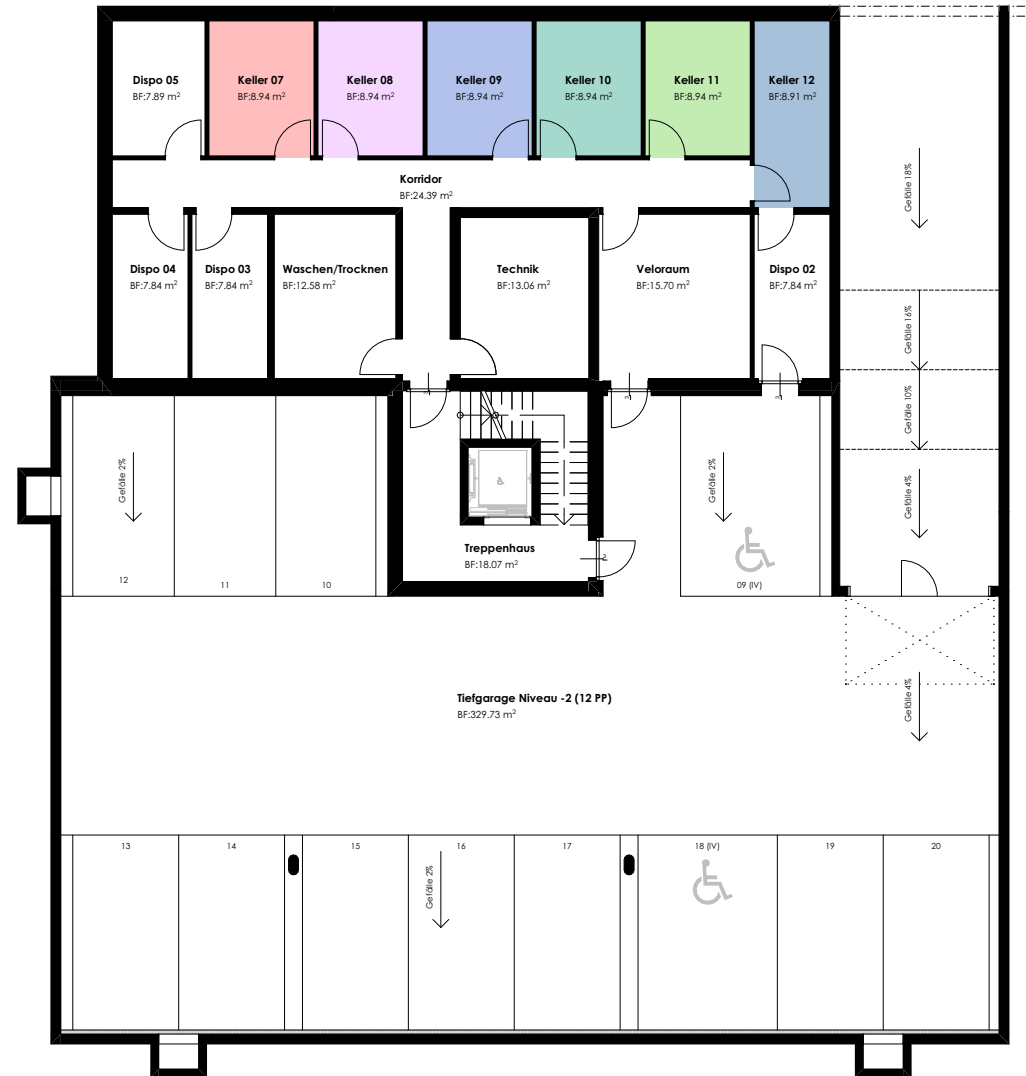 Dispo 05
BF:7.89 m²
Keller 07
BF:8.94 m²
Keller 08
BF:8.94 m²
Keller 09
BF:8.94 m²
Keller 10
BF:8.94 m²
Keller 11
BF:8.94 m²
Keller 12
BF:8.91 m²
Korridor
BF:24.39 m²
Gefälle 18%
Dispo 04
BF:7.84 m²
Dispo 03
BF:7.84 m²
Waschen/Trocknen
BF:12.58 m²
Technik
BF:13.06 m²
Veloraum
BF:15.70 m²
Dispo 02
BF:7.84 m²
Gefälle 16%
Gefälle 10%
Gefälle 2%
Gefälle 2%
Gefälle 4%
Treppenhaus
BF:18.07 m²
12
11
10
09 (IV)
Tiefgarage Niveau -2 (12 PP)
BF:329.73 m²
Gefälle 4%
13
14
15
16
17
18 (IV)
19
20
Gefälle 2%